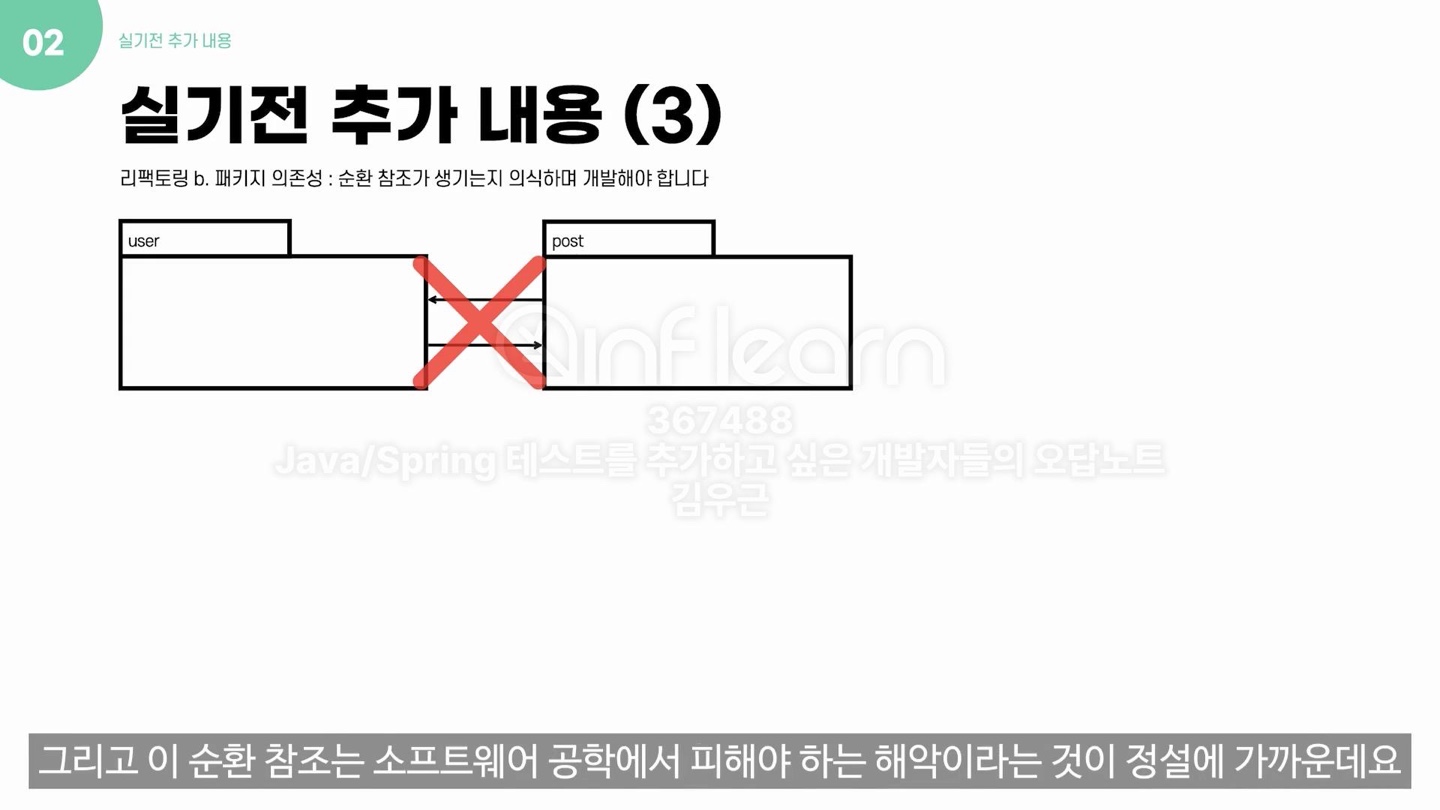 02
실기전 추가 내용
실기전 추가 내용 (3)
리팩토링 b. 패키지 의존성 : 순환 참조가 생기는지 의식하며 개발해야 합니다
user
post
inflearn
367488
Java/Spring 테스트를 추가하고 싶은 개발자들의 오답노트
김우근
그리고 이 순환 참조는 소프트웨어 공학에서 피해야 하는 해악이라는 것이 정설에 가까운데요